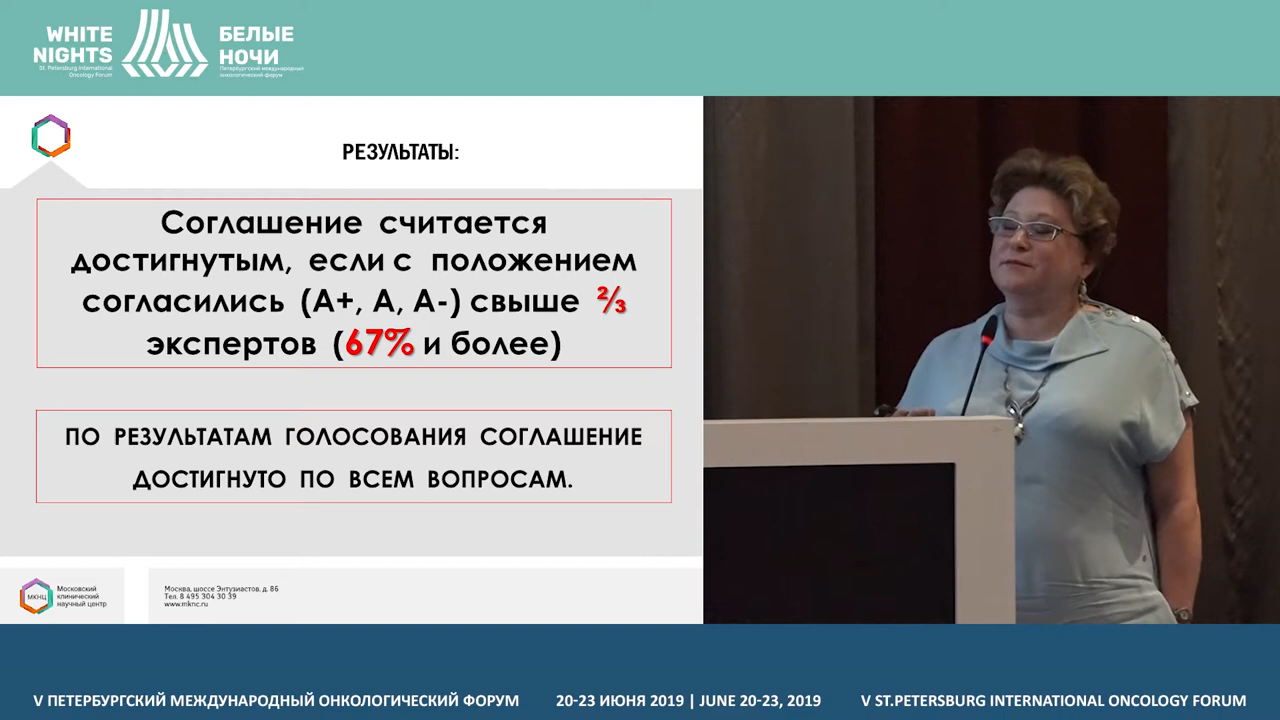 WHITE
NIGHTS
St. Petersburg International
Oncology Forum
БЕЛЫЕ
НОЧИ
Петербургский международный
онкологический форум
РЕЗУЛЬТАТЫ:
Соглашение считается
достигнутым, если с положением
согласились (А+, А, А-) свыше ⅔
экспертов (67% и более)
ПО РЕЗУЛЬТАТАМ ГОЛОСОВАНИЯ СОГЛАШЕНИЕ
ДОСТИГНУТО ПО ВСЕМ ВОПРОСАМ.
МКНЦ
Московский
клинический
научный центр
Москва, шоссе Энтузиастов, д. 86
Тел. 8 495 304 30 39
www.mknc.ru
V ПЕТЕРБУРГСКИЙ МЕЖДУНАРОДНЫЙ ОНКОЛОГИЧЕСКИЙ ФОРУМ
20-23 ИЮНЯ 2019 | JUNE 20-23, 2019
V ST.PETERSBURG INTERNATIONAL ONCOLOGY FORUM